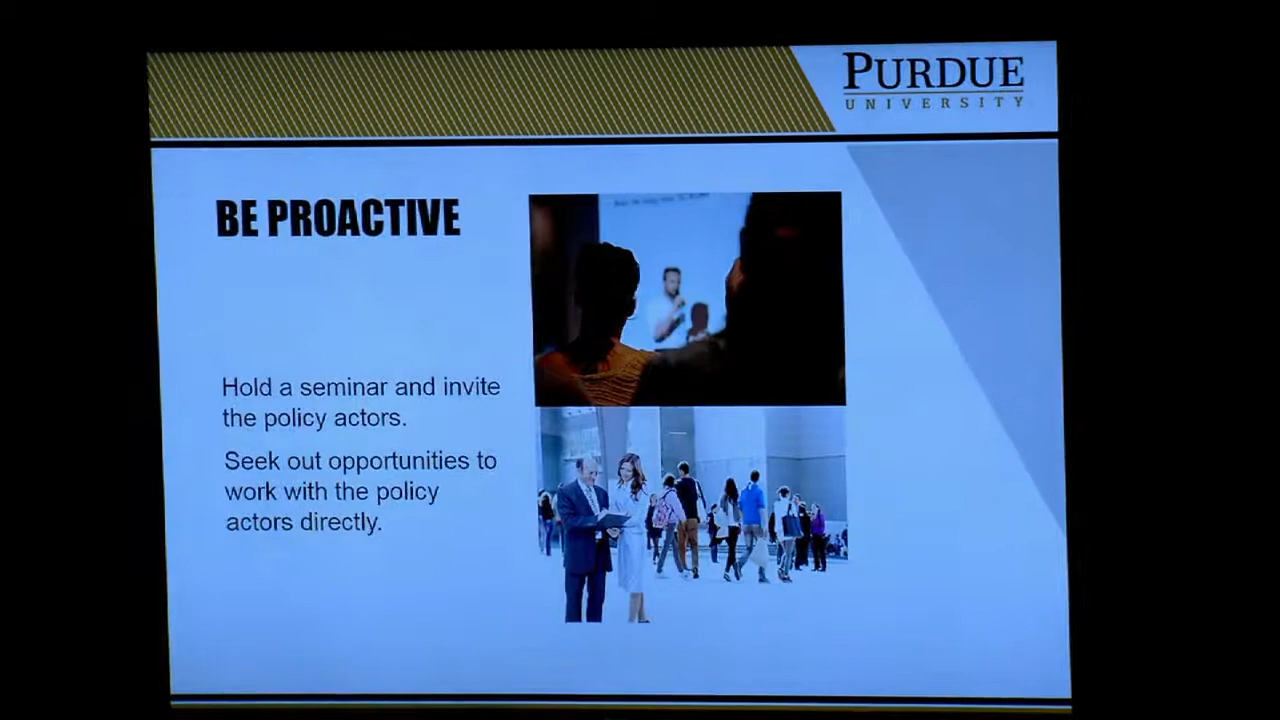 PURDUE
UNIVERSITY
BE PROACTIVE
Hold a seminar and invite
the policy actors.
Seek out opportunities to
work with the policy
actors directly.